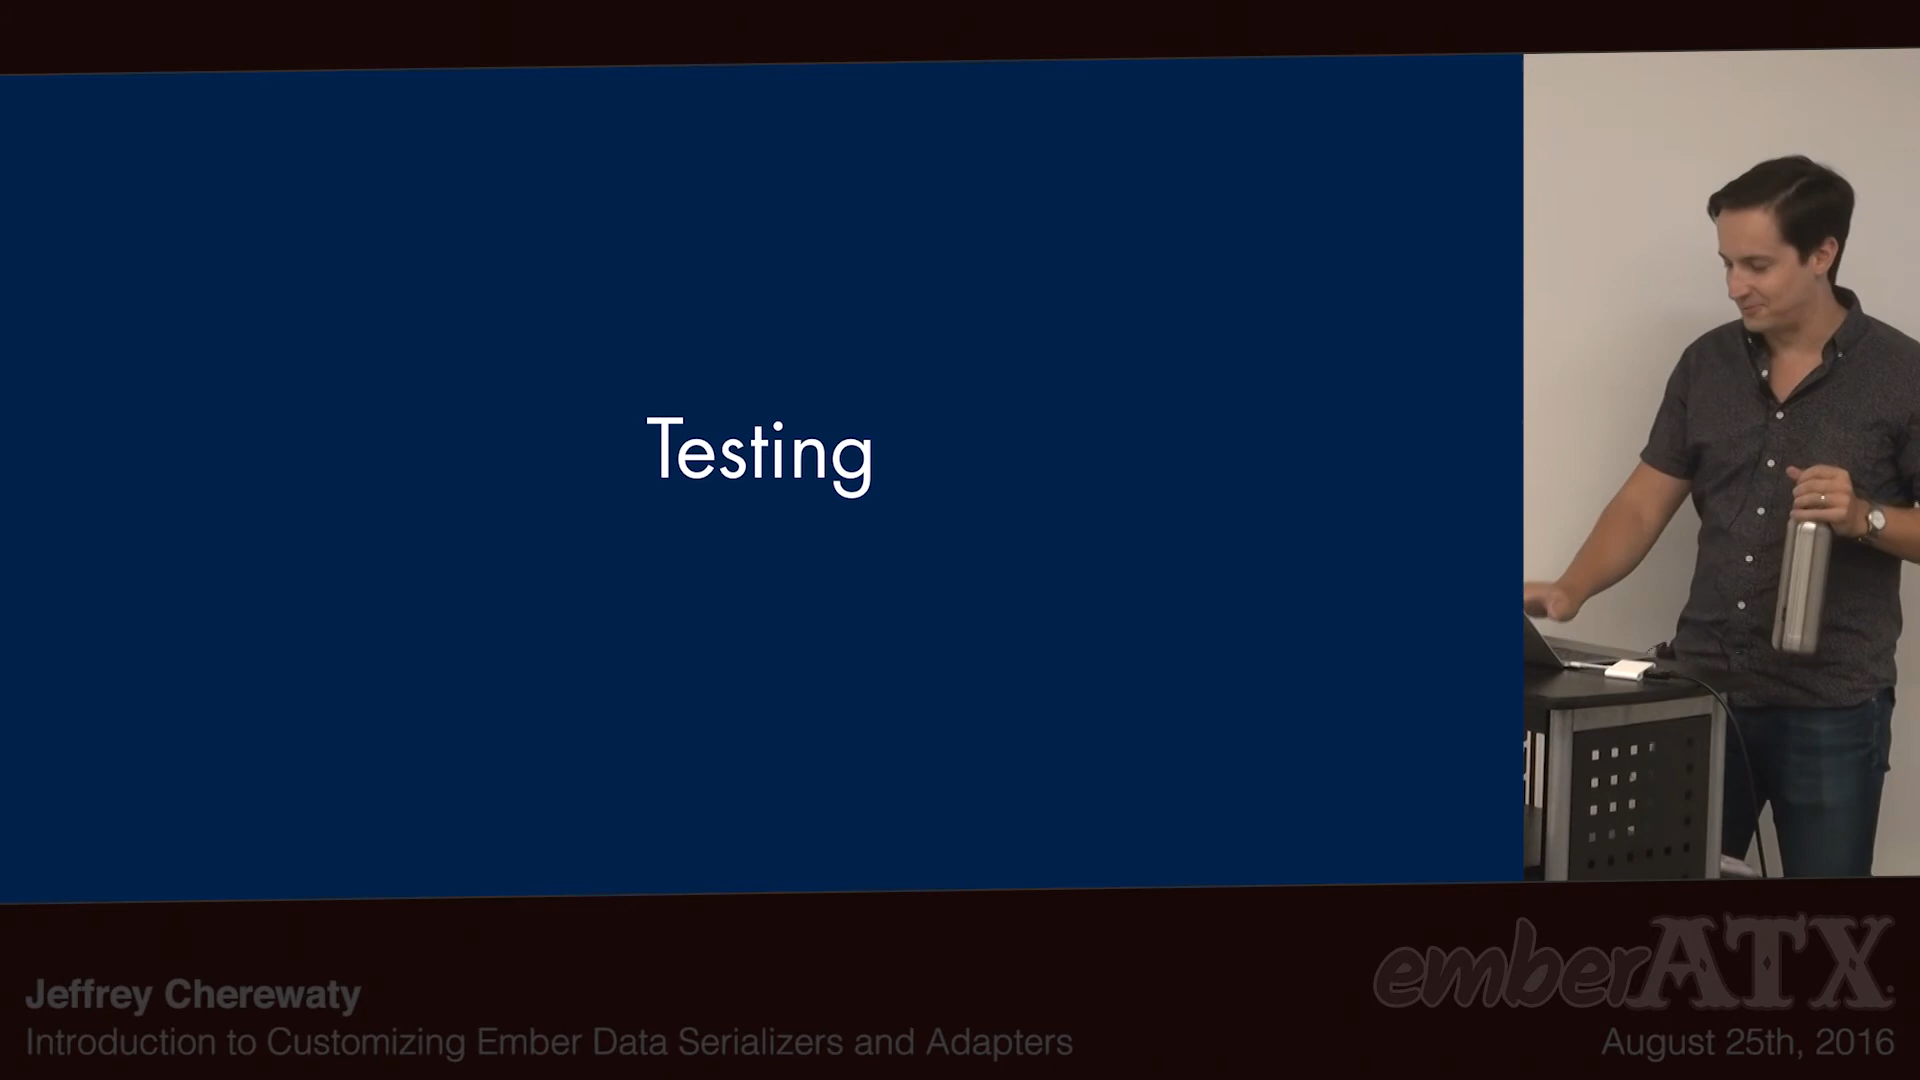 Testing
Jeffrey Cherewaty
Introduction to Customizing Ember Data Serializers and Adapters
emberATX
August 25th, 2016